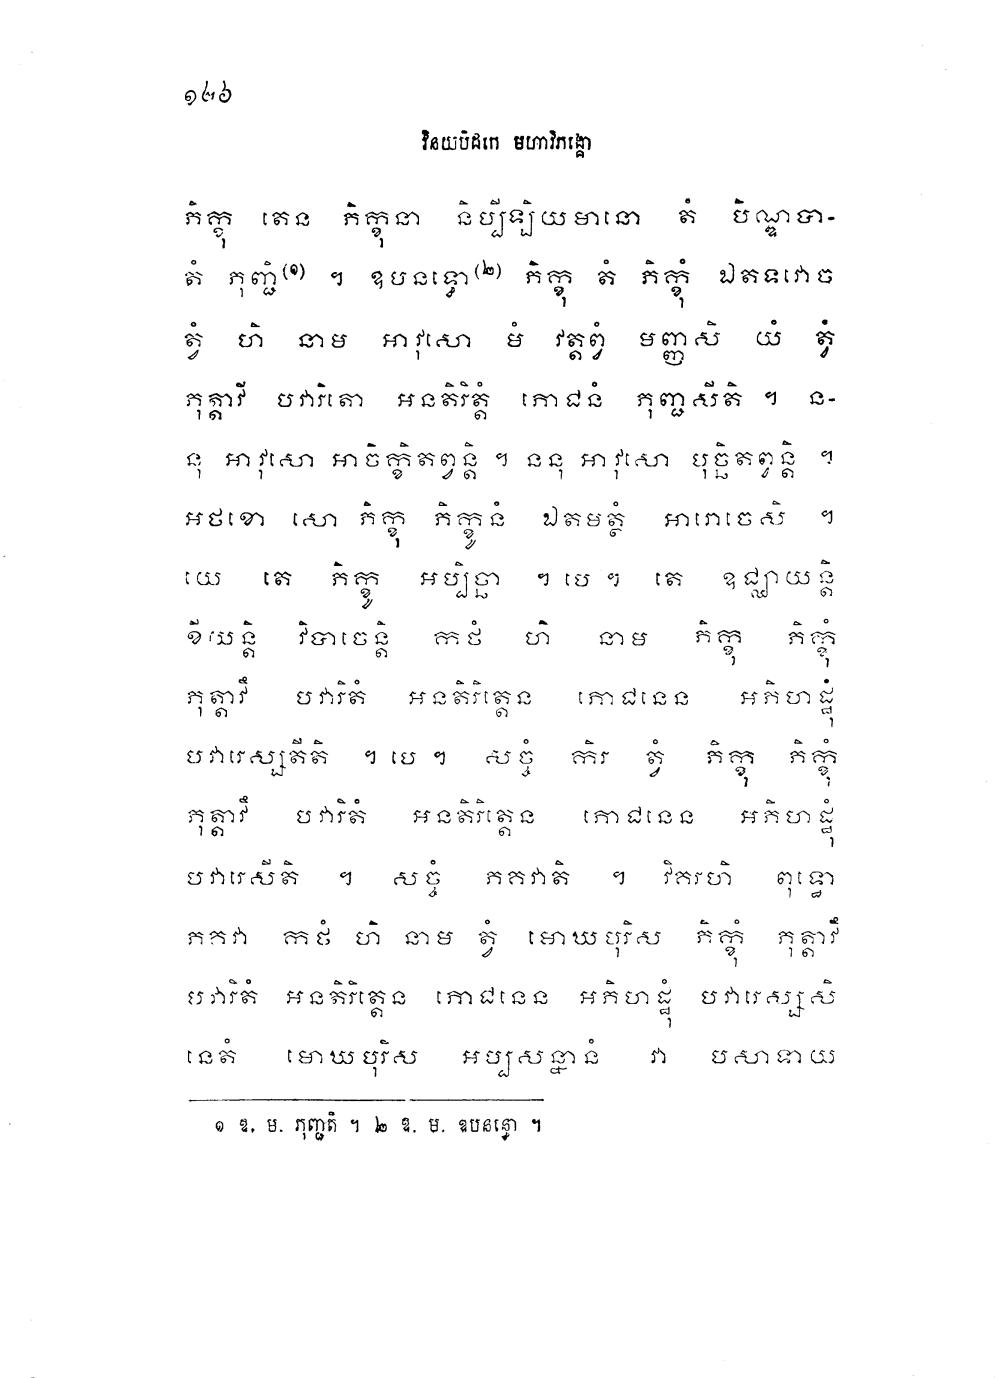 ១២៦
វិនយបិដកេ មហាវិភង្គោ
ភិក្ខុ តេន ភិក្ខុនា និប្បីឡិយមានោ តំ បិណ្ឌបា-
តំ ភុញ្ជិ(១) ។ ឧបនទ្ធោ(២) ភិក្ខុ តំ ភិក្ខុំ ឯតទវោច
ត្វំ ហិ នាម អាវុសោ មំ វត្តព្វំ មញ្ញសិ យំ ត្វំ
ភុត្តាវី បវារិតោ អនតិរិត្តំ ភោជនំ ភុញ្ជសីតិ ។ ន-
នុ អាវុសោ អាចិក្ខិតព្វន្តិ ។ ននុ អាវុសោ បុច្ឆិតព្វន្តិ ។
អថខោ សោ ភិក្ខុ ភិក្ខូនំ ឯតមត្ថំ អារោចេសិ ។
យេ តេ ភិក្ខូ អប្បិច្ឆា ។ បេ ។ តេ ឧជ្ឈាយន្តិ
ខីយន្តិ វិបាចេន្តិ កថំ ហិ នាម ភិក្ខុ ភិក្ខុំ
ភុត្តាវឹ បវារិតំ អនតិរិត្តេន ភោជនេន អភិហដ្ឋុំ
បវារេស្សតីតិ ។ បេ ។ សច្ចំ កិរ ត្វំ ភិក្ខុ ភិក្ខុំ
ភុត្តាវឹ បវារិតំ អនតិរិត្តេន ភោជនេន អភិហដ្ឋុំ
បវារេសីតិ ។ សច្ចំ ភគវាតិ ។ វិគរហិ ពុទ្ធោ
ភគវា កថំ ហិ នាម ត្វំ មោឃបុរិស ភិក្ខុំ ភុត្តាវឹ
បវារិតំ អនតិរិត្តេន ភោជនេន អភិហដ្ឋុំ បវារេស្សសិ
នេតំ មោឃបុរិស អប្បសន្នានំ វា បសាទាយ
១ ឱ. ម. ភុញ្ជតិ ។ ២ ឱ. ម. ឧបនន្ធោ ។